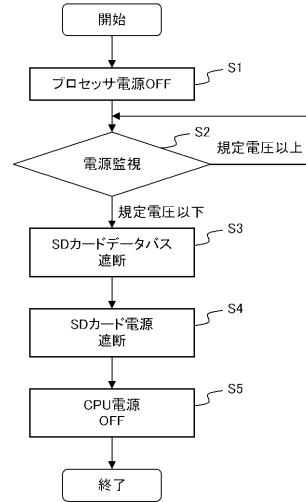 開始
プロセッサ電源OFF
S1
電源監視
S2
規定電圧以上
規定電圧以下
SDカードデータバス
遮断
S3
SDカード電源
遮断
S4
CPU電源
OFF
S5
終了